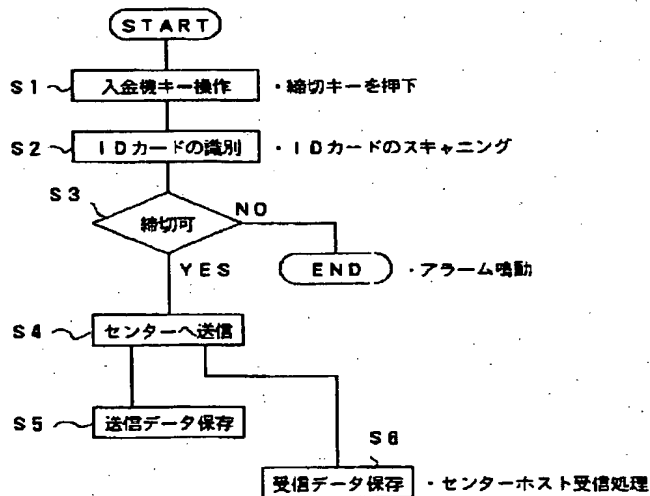 START
S1 入金機キー操作 ・締切キーを押下
S2 IDカードの識別 ・IDカードのスキャニング
S3
締切可 NO
YES END ・アラーム鳴動
S4 センターへ送信
S5 送信データ保存
S6
受信データ保存 ・センターホスト受信処理